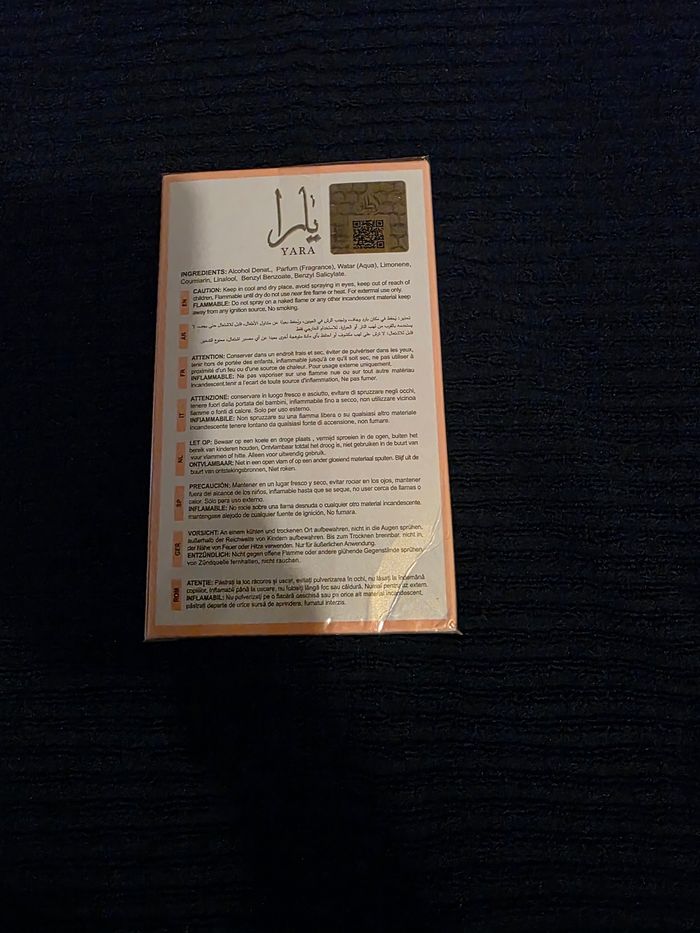 يارا
YARA
INGREDIENTS: Alcohol Denat., Parfum (Fragrance), Watar (Aqua), Limonene,
Coumarin, Linalool, Benzyl Benzoate, Benzyl Salicylate.
EN
CAUTION: Keep in cool and dry place, avoid spraying in eyes, keep out of reach of
children, Flammable until dry do not use near fire flame or heat. For extermal use only.
FLAMMABLE: Do not spray on a naked flame or any other incandescent material keep
away from any ignition source, No smoking.
AR
FR
ATTENTION: Conserver dans un endroit frais et sec, éviter de pulvériser dans les yeux,
tenir hors de portée des enfants, inflammable jusqu'à ce qu'il soit sec, ne pas utiliser à
proximité d'un feu ou d'une source de chaleur. Pour usage externe uniquement.
INFLAMMABLE: Ne pas vaporiser sur une flamme nue ou sur tout autre matériau
incandescent,tenir a l'ecart de toute source d'inflammation, Ne pas fumer.
IT
ATTENZIONE: conservare in luogo fresco e asciutto, evitare di spruzzare negli occhi,
tenere fuori dalla portata dei bambini, infiammabile fino a secco, non utilizzare vicinoa
fiamme o fonti di calore. Solo per uso esterno.
INFIAMMABILE: Non spruzzare su una fiamma libera o su qualsiasi altro materiale
incandescente tenere lontano da qualsiasi fonte di accensione, non fumare.
NL
LET OP: Bewaar op een koele en droge plaats , vermijd sproeien in de ogen, buiten het
bereik van kinderen houden, Ontvlambaar totdat het droog is, niet gebruiken in de buurt van
vuur vlammen of hitte. Alleen voor uitwendig gebruik.
ONTVLAMBAAR: Niet in een open vlam of op een ander gloeiend materiaal spuiten. Blijf uit de
buurt van ontstekingsbronnen, Niet roken.
SP
PRECAUCIÓN: Mantener en un lugar fresco y seco, evitar rociar en los ojos, mantener
fuera del alcance de los niños, inflamable hasta que se seque, no user cerca de llamas o
calor. Sólo para uso externo.
INFLAMABLE: No rocíe sobre una llama desnuda o cualquier otro material incandescente,
mantengase alejado de cualquier fuente de ignición, No fumara.
GER
VORSICHT: An einem kühlen und trockenen Ort aufbewahren, nicht in die Augen sprühen,
außerhalb der Reichweite von Kindern aufbewahren. Bis zum Trocknen brennbar, nicht in,
der Nähe von Feuer oder Hitze verwenden. Nur für äußerlichen Anwendung.
ENTZÜNDLICH: Nicht gegen offene Flamme oder andere glühende Gegenstände sprühen,
von Zündquelle fernhalten, nicht rauchen.
ROM
ATENȚIE: Păstrați la loc răcoros și uscat, evitați pulverizarea în ochi, nu lăsați la îndemână
copiilor, Inflamabil până la uscare, nu folosiți lângă foc sau căldură. Numai pentru uz extern.
INFLAMABIL: Nu pulverizați pe o flacără deschisă sau pe orice alt material incandescent,
păstrați departe de orice sursă de aprindere, fumatul interzis.